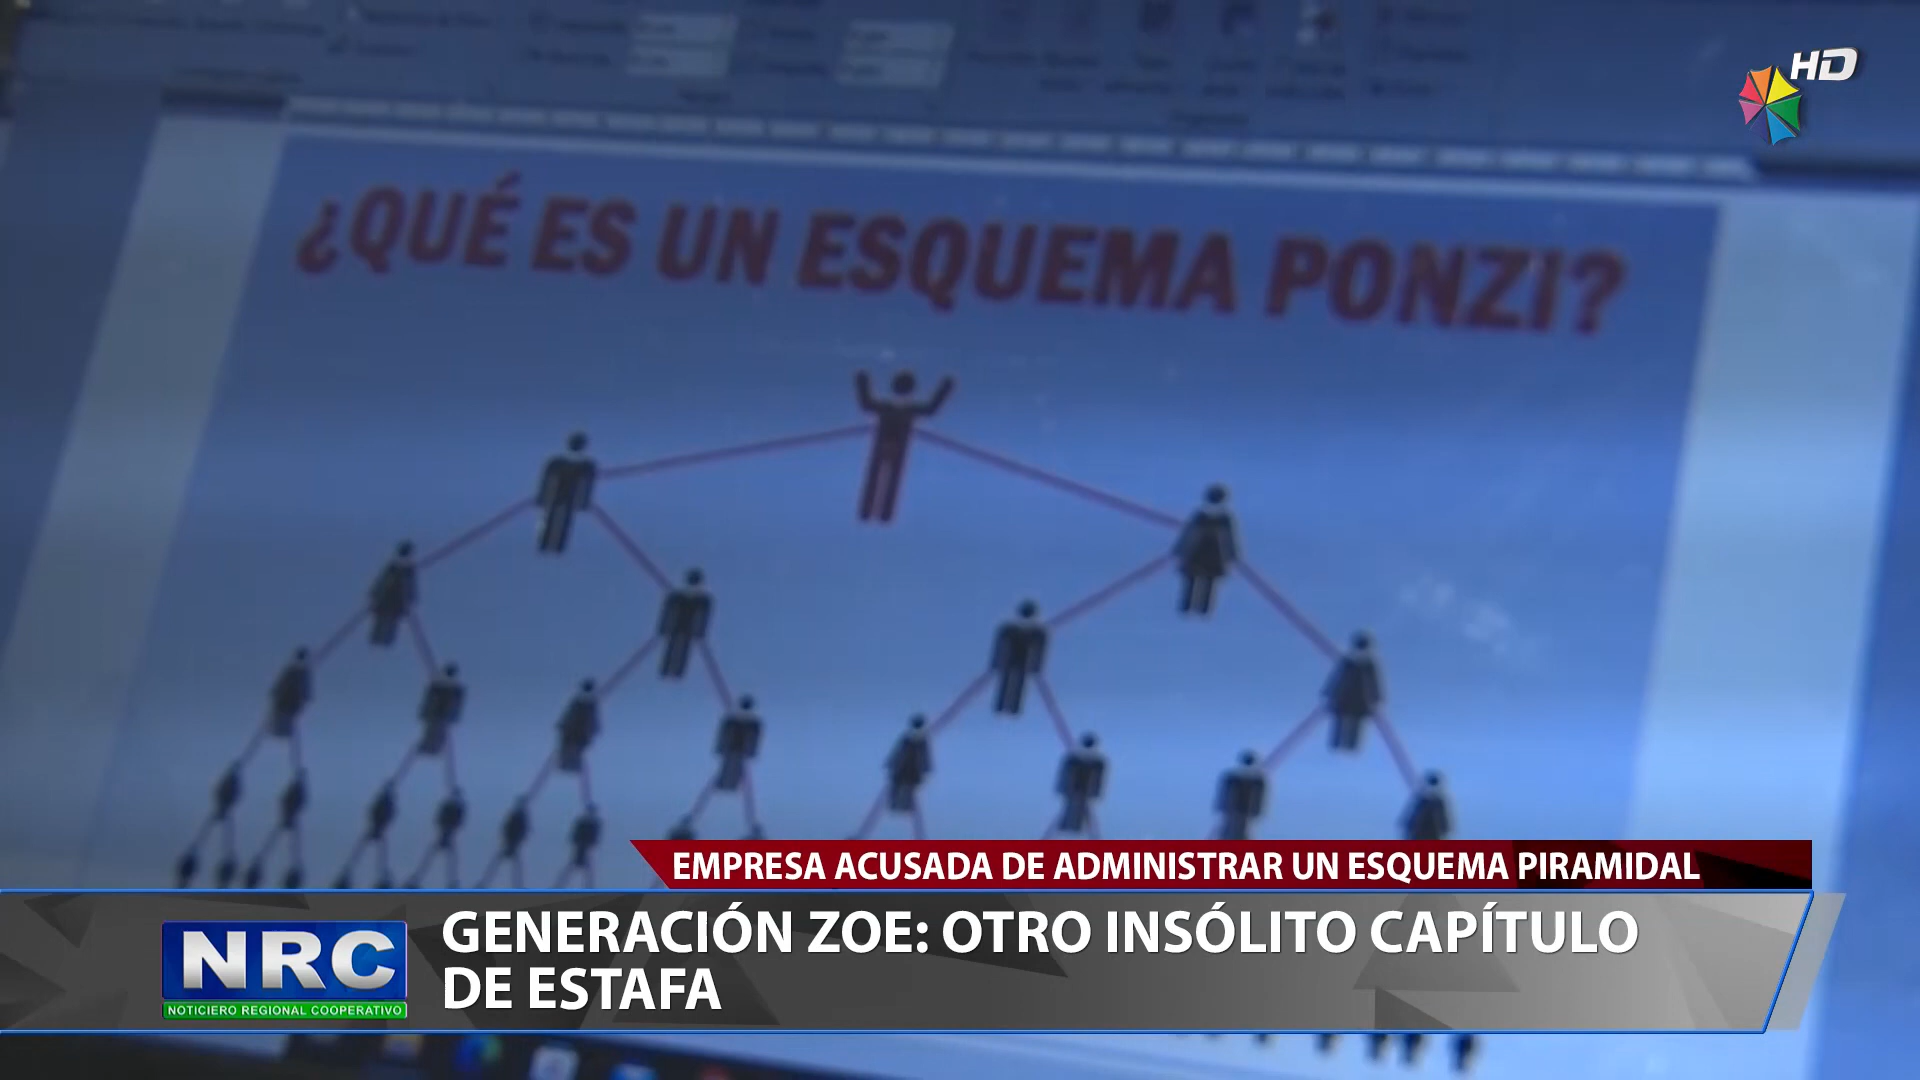 HD
¿QUÉ ES UN ESQUEMA PONZI?
EMPRESA ACUSADA DE ADMINISTRAR UN ESQUEMA PIRAMIDAL
NRC
NOTICIERO REGIONAL COOPERATIVO
GENERACIÓN ZOE: OTRO INSÓLITO CAPÍTULO
DE ESTAFA